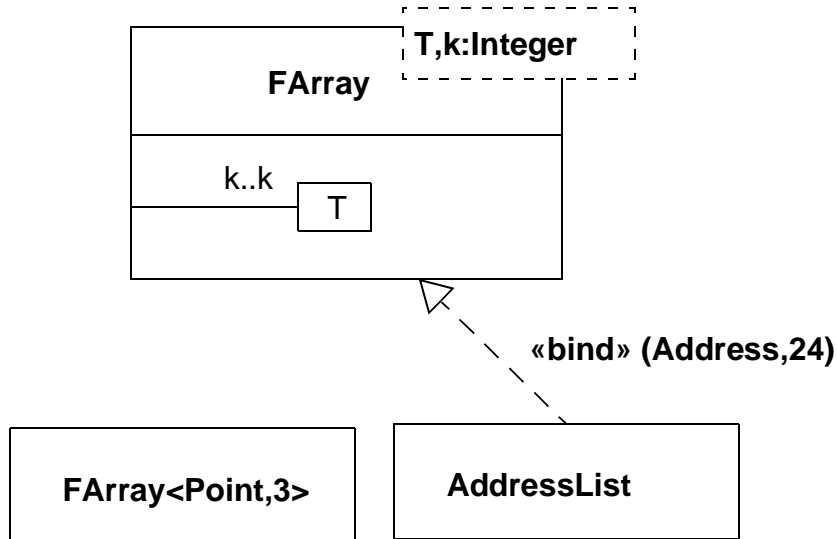 T,k:Integer
FArray
k..k
T
«bind» (Address,24)
FArray<Point,3>
AddressList